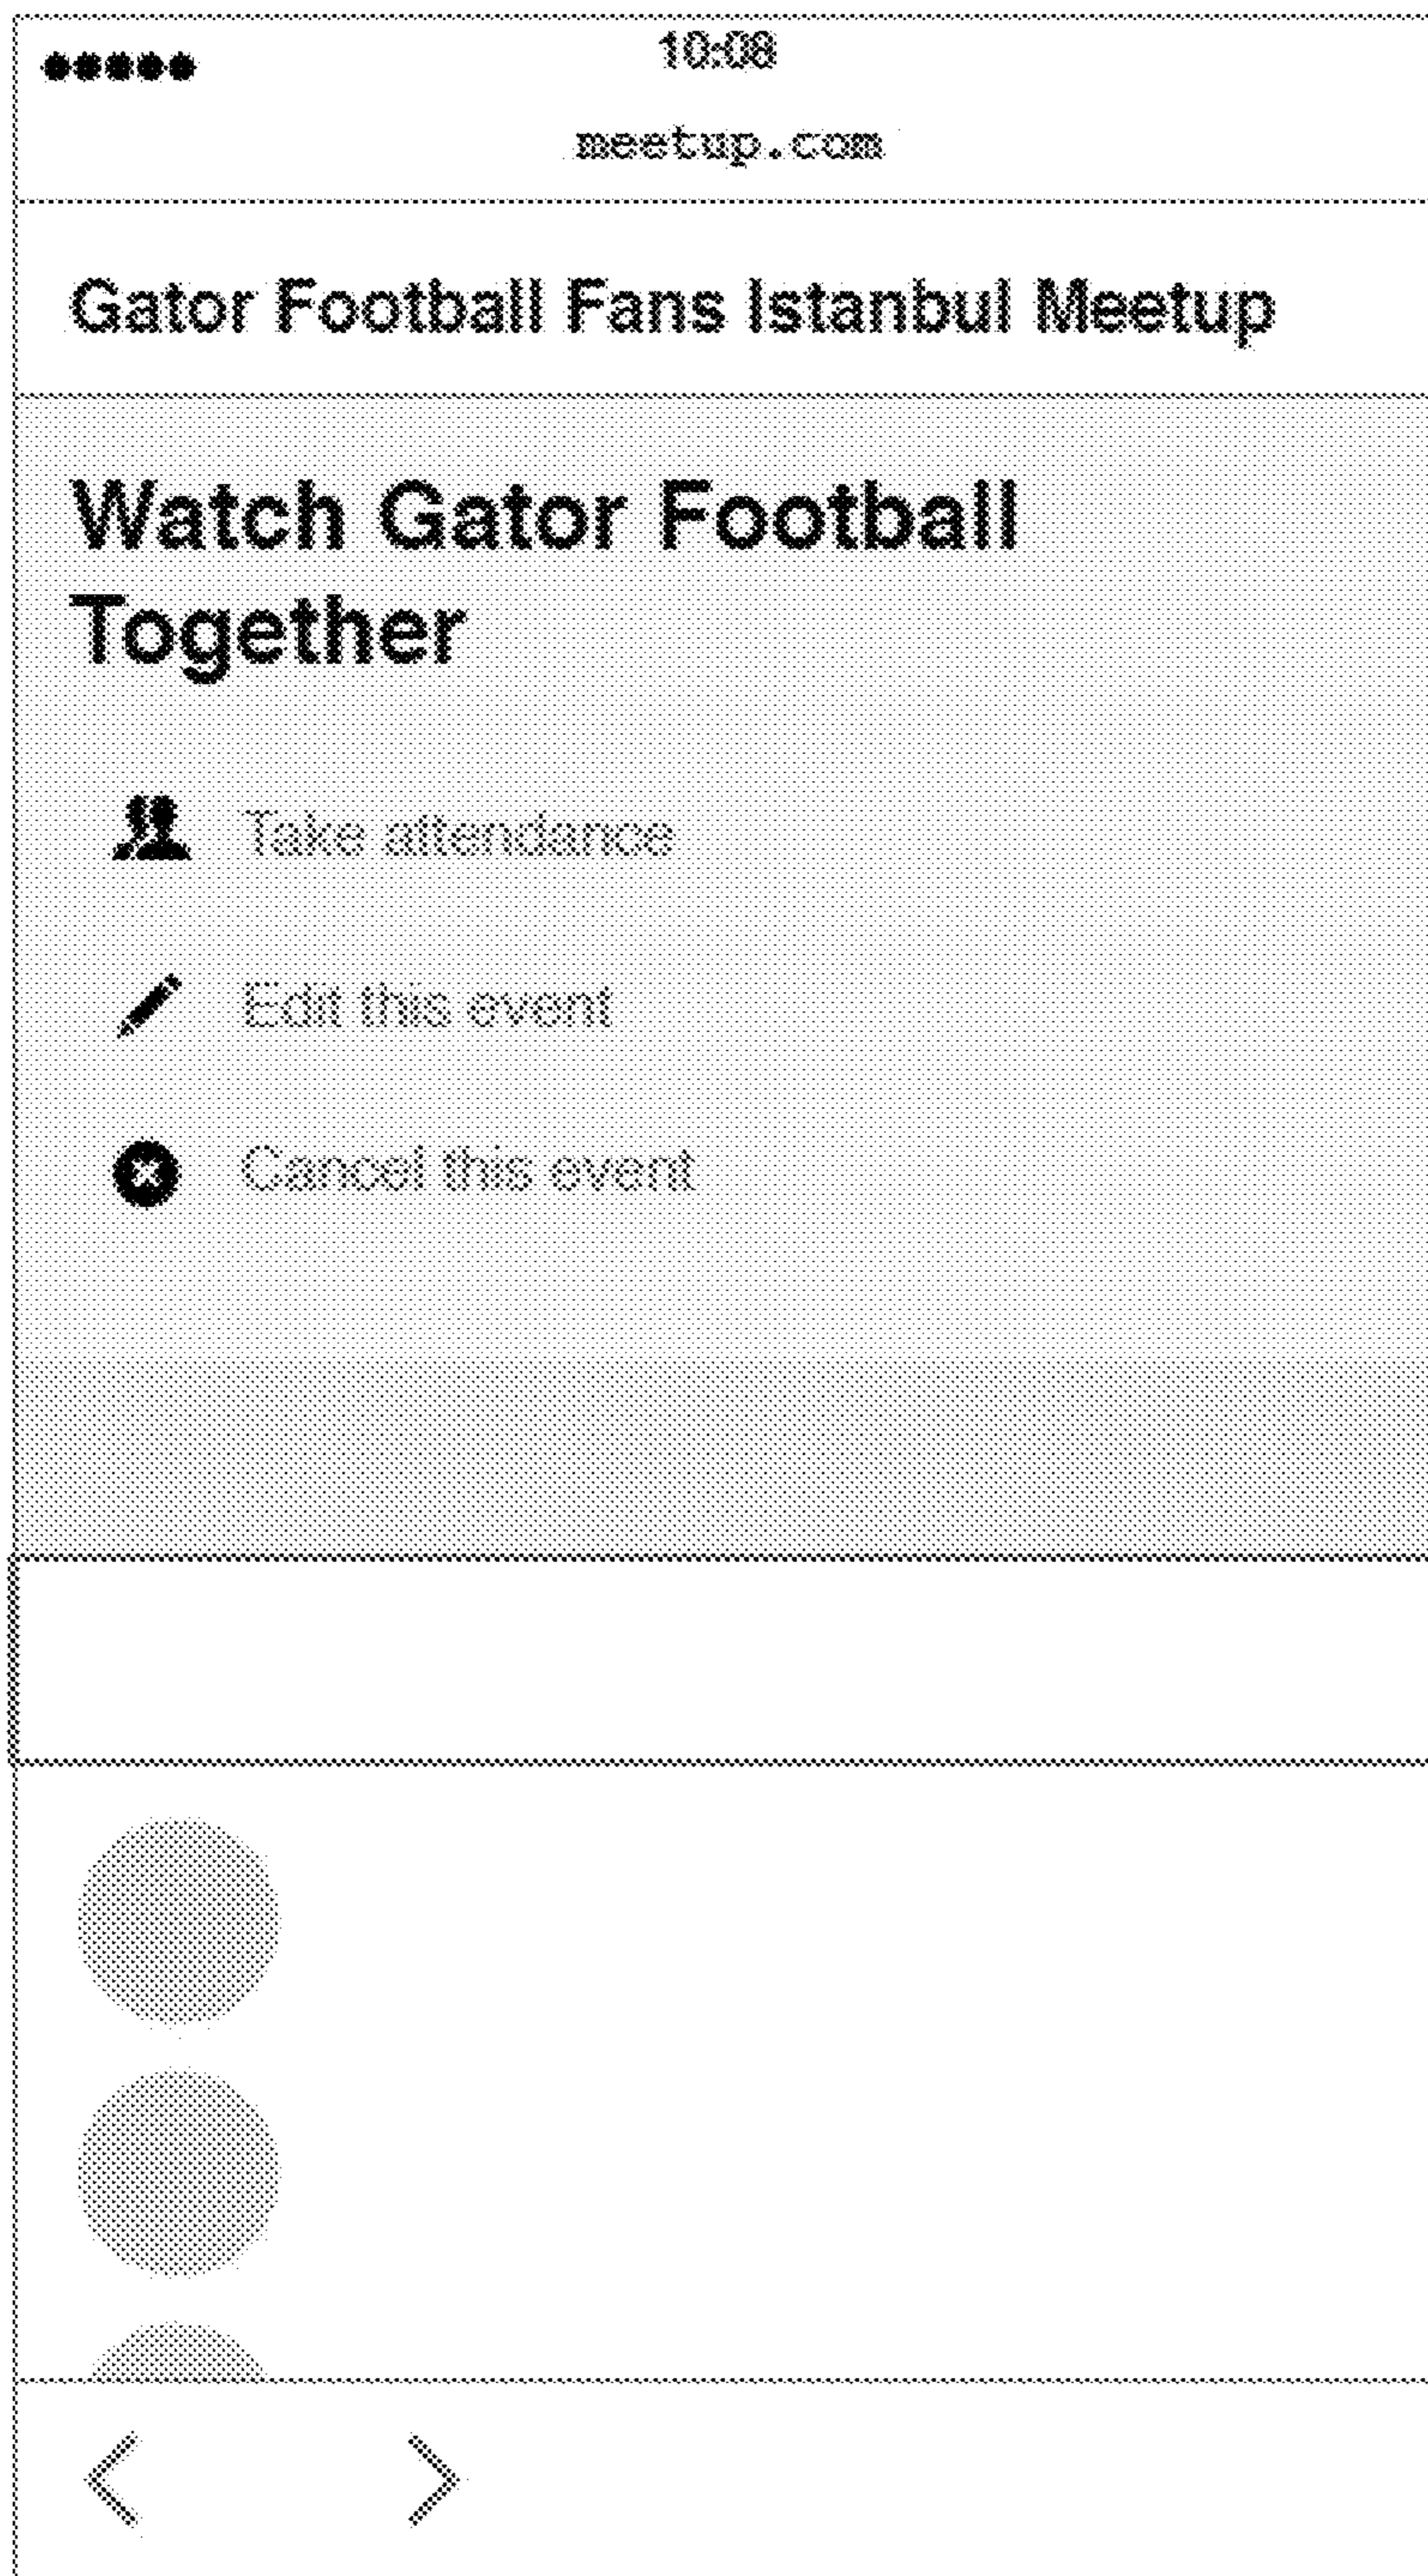 10:08
meetup.com
Gator Football Fans Istanbul Meetup
Watch Gator Football
Together
Take attendance
Edit this event
Cancel this event